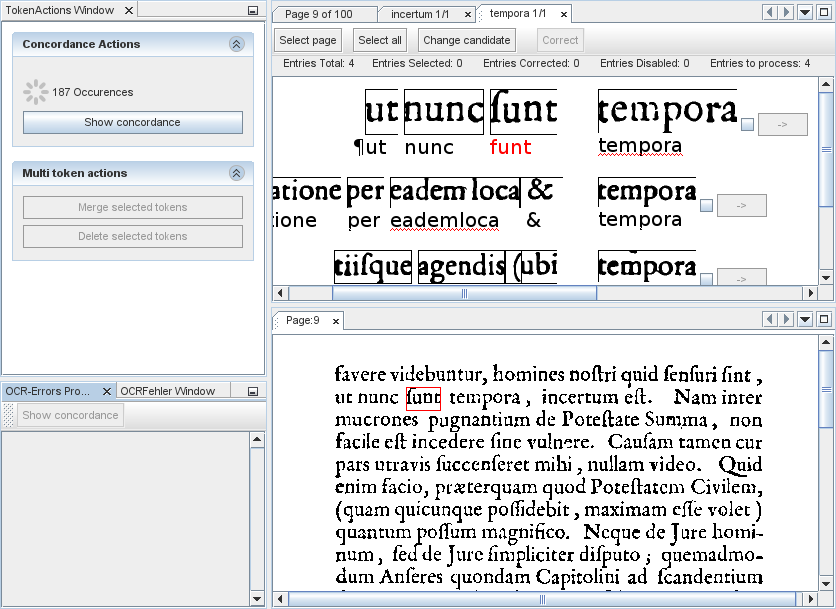 TokenActions Window
Concordance Actions
187 Occurences
Show concordance
Multi token actions
Merge selected tokens
Delete selected tokens
OCR-Errors Pro... OCRFehler Window
Show concordance
Page 9 of 100 incertum 1/1 tempora 1/1
Select page Select all Change candidate Correct
Entries Total: 4 Entries Selected: 0 Entries Corrected: 0 Entries Disabled: 0 Entries to process: 4
ut nunc ſunt tempora
¶ut nunc funt tempora ->
atione per eadem loca & tempora
tione per eademloca & tempora ->
tiiſque agendis (ubi tempora
->
Page:9
favere videbuntur, homines noſtri quid ſenſuri ſint ,
ut nunc ſunt tempora , incertum eſt. Nam inter
mucrones pugnantium de Poteſtate Summa , non
facile eſt incedere ſine vulnere. Cauſam tamen cur
pars utravis ſuccenſeret mihi , nullam video. Quid
enim facio, præterquam quod Poteſtatem Civilem,
(quam quicunque poſſidebit , maximam eſſe volet )
quantum poſſum magnifico. Neque de Jure homi-
num , ſed de Jure ſimpliciter diſputo ; quemadmo-
dum Anſeres quondam Capitolini ad ſcandentium